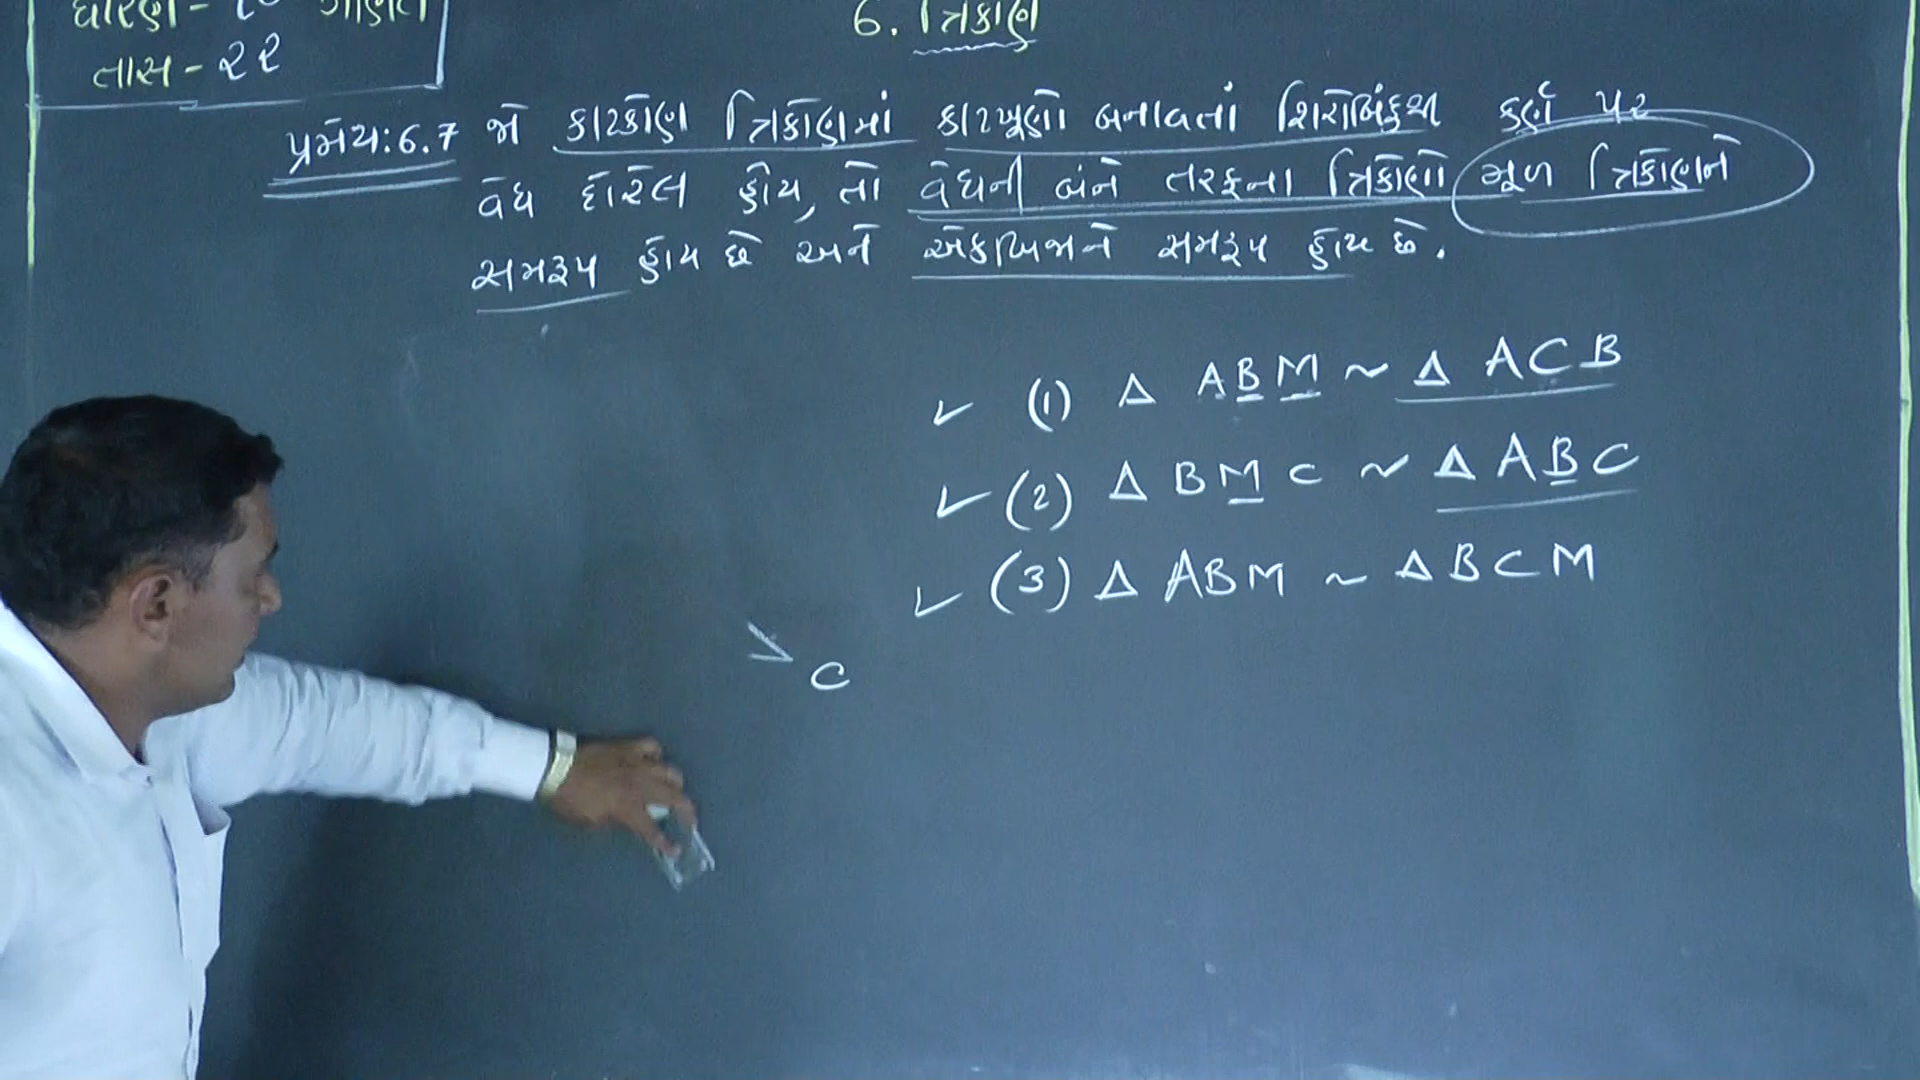 ધોરણ - ૧૦ ગણિત
તાસ - ૨૨
6. ત્રિકોણ
પ્રમેય: 6.7 જો કાટકોણ ત્રિકોણમાં કાટખૂણો બનાવતાં શિરોબિંદુથી કર્ણ પર
વેધ દોરેલ હોય, તો વેધની બંને તરફના ત્રિકોણો મૂળ ત્રિકોણને
સમરૂપ હોય છે અને એકબીજાને સમરૂપ હોય છે.
✓ (1) Δ ABM ~ Δ ACB
✓ (2) Δ BMC ~ Δ ABC
✓ (3) Δ ABM ~ Δ BCM
C